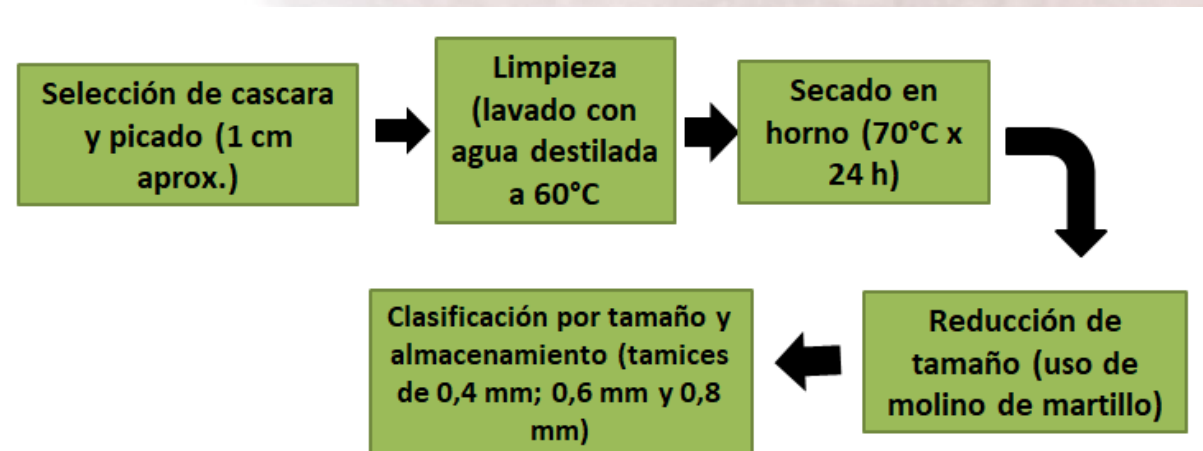 Selección de cascara
y picado (1 cm
aprox.)
Limpieza
(lavado con
agua destilada
a 60°C
Secado en
horno (70°C x
24 h)
Reducción de
tamaño (uso de
molino de martillo)
Clasificación por tamaño y
almacenamiento (tamices
de 0,4 mm; 0,6 mm y 0,8
mm)